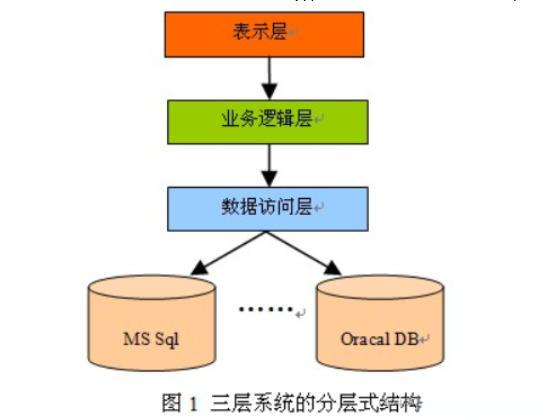 表示层
业务逻辑层
数据访问层
MS Sql
……
Oracal DB
图 1 三层系统的分层式结构